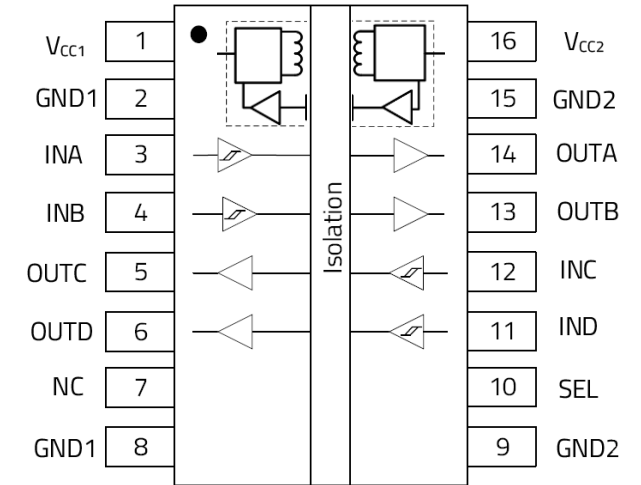 VCC1 1 16 VCC2
GND1 2 15 GND2
INA 3 14 OUTA
INB 4 13 OUTB
Isolation
OUTC 5 12 INC
OUTD 6 11 IND
NC 7 10 SEL
GND1 8 9 GND2